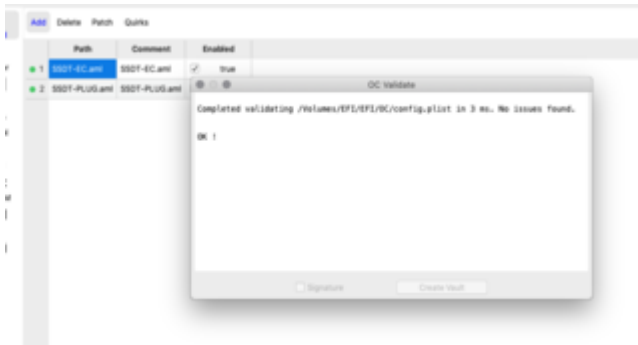 Add Delete Patch Quirks
Path Comment Enabled
1 SSDT-EC.aml SSDT-EC.aml true
2 SSDT-PLUG.aml SSDT-PLUG.aml
OC Validate
Completed validating /Volumes/EFI/EFI/OC/config.plist in 3 ms. No issues found.
OK !
Signature Create Vault